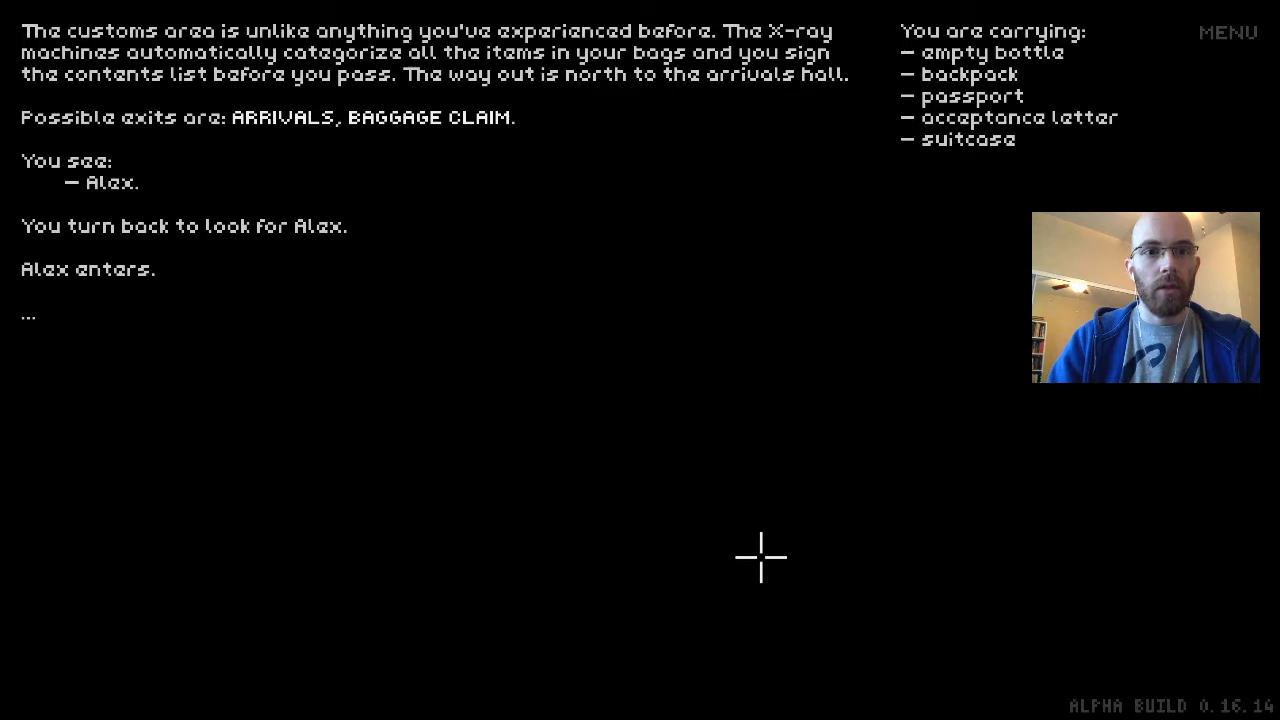 The customs area is unlike anything you've experienced before. The X-ray
machines automatically categorize all the items in your bags and you sign
the contents list before you pass. The way out is north to the arrivals hall.
Possible exits are: ARRIVALS, BAGGAGE CLAIM.
You see:
– Alex.
You turn back to look for Alex.
Alex enters.
...
You are carrying:
– empty bottle
– backpack
– passport
– acceptance letter
– suitcase
MENU
ALPHA BUILD 0.16.14